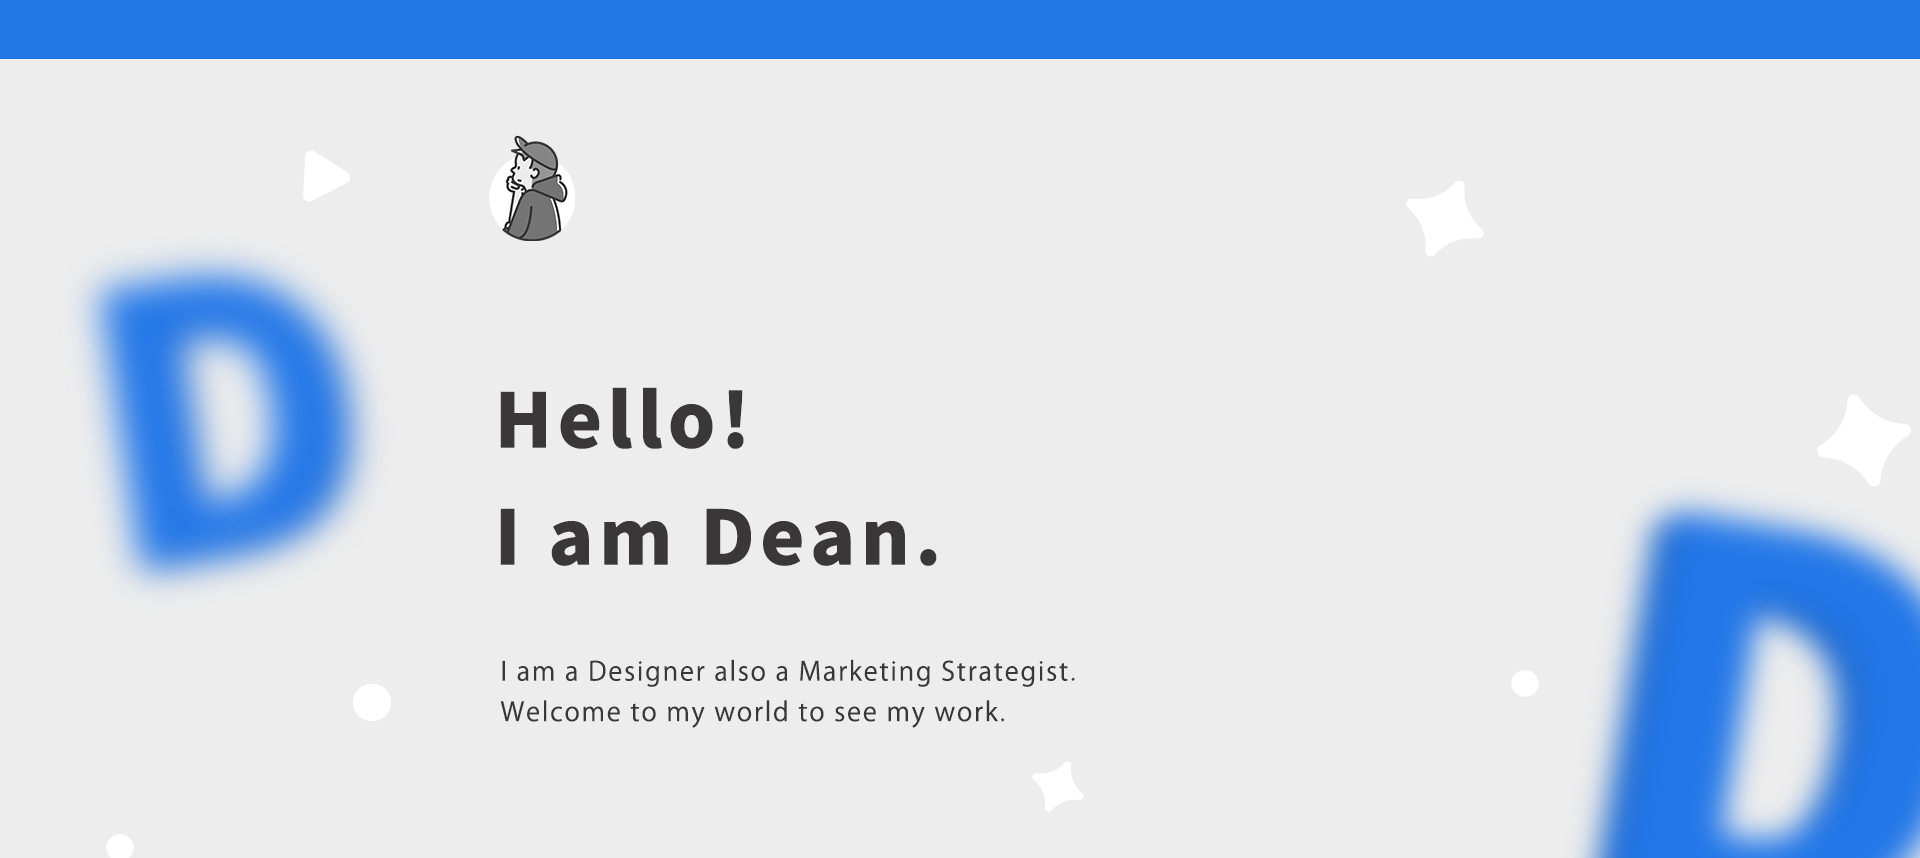 Hello!
I am Dean.
I am a Designer also a Marketing Strategist.
Welcome to my world to see my work.
D
D